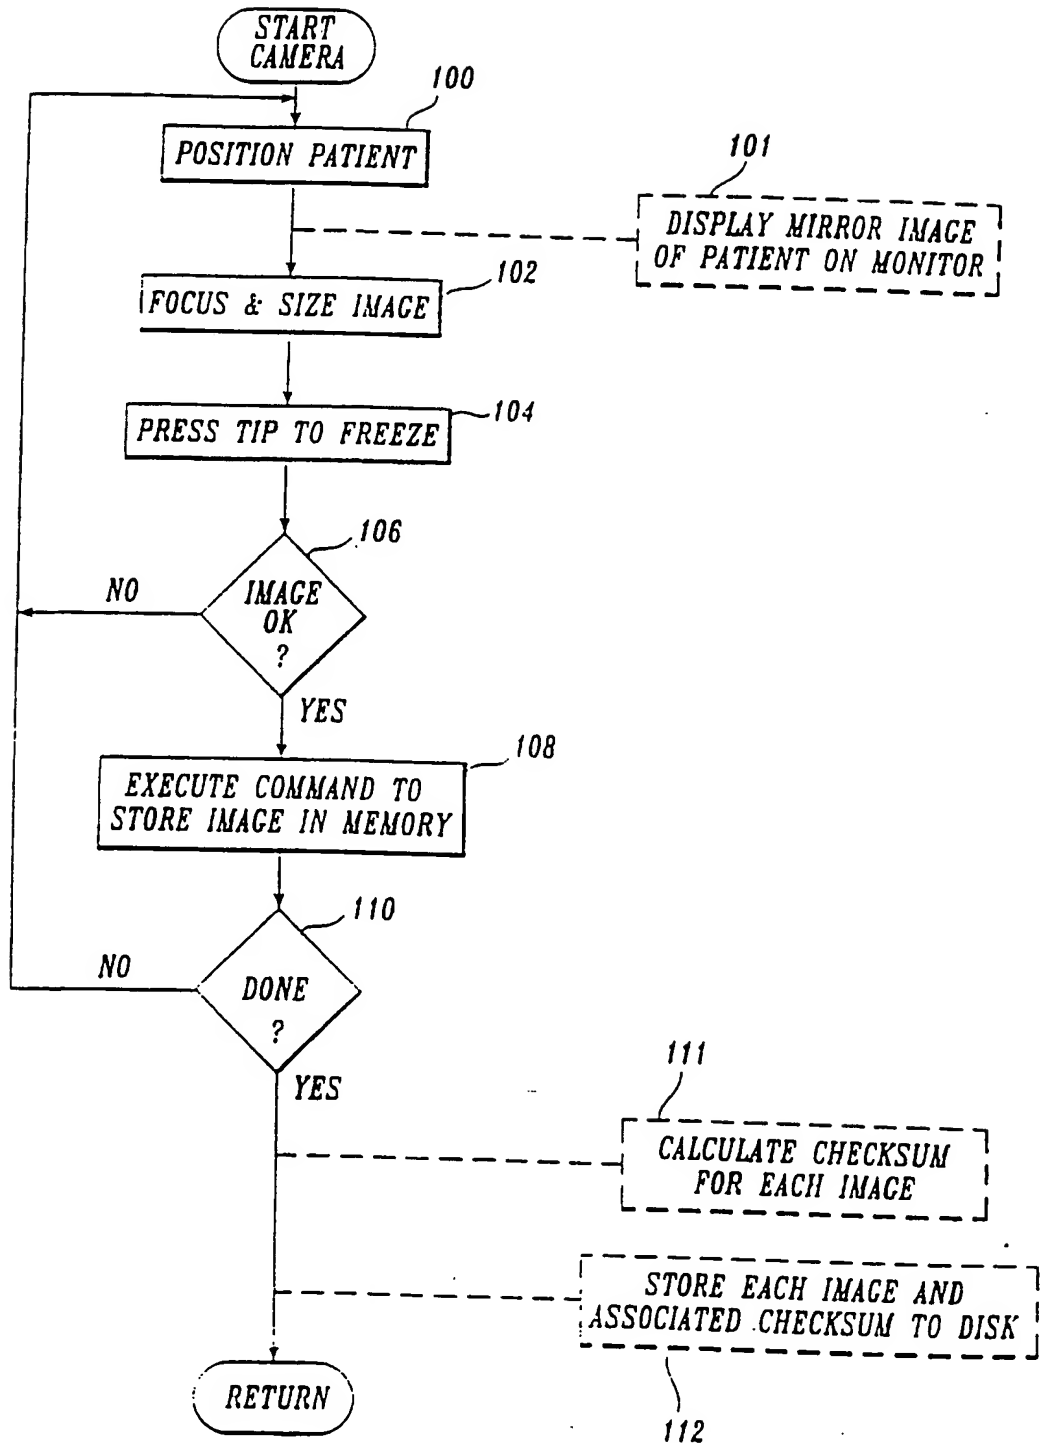 START
CAMERA
100
POSITION PATIENT
101
DISPLAY MIRROR IMAGE
OF PATIENT ON MONITOR
102
FOCUS & SIZE IMAGE
104
PRESS TIP TO FREEZE
106
IMAGE
OK
?
NO
YES
108
EXECUTE COMMAND TO
STORE IMAGE IN MEMORY
110
DONE
?
NO
YES
111
CALCULATE CHECKSUM
FOR EACH IMAGE
STORE EACH IMAGE AND
ASSOCIATED CHECKSUM TO DISK
112
RETURN